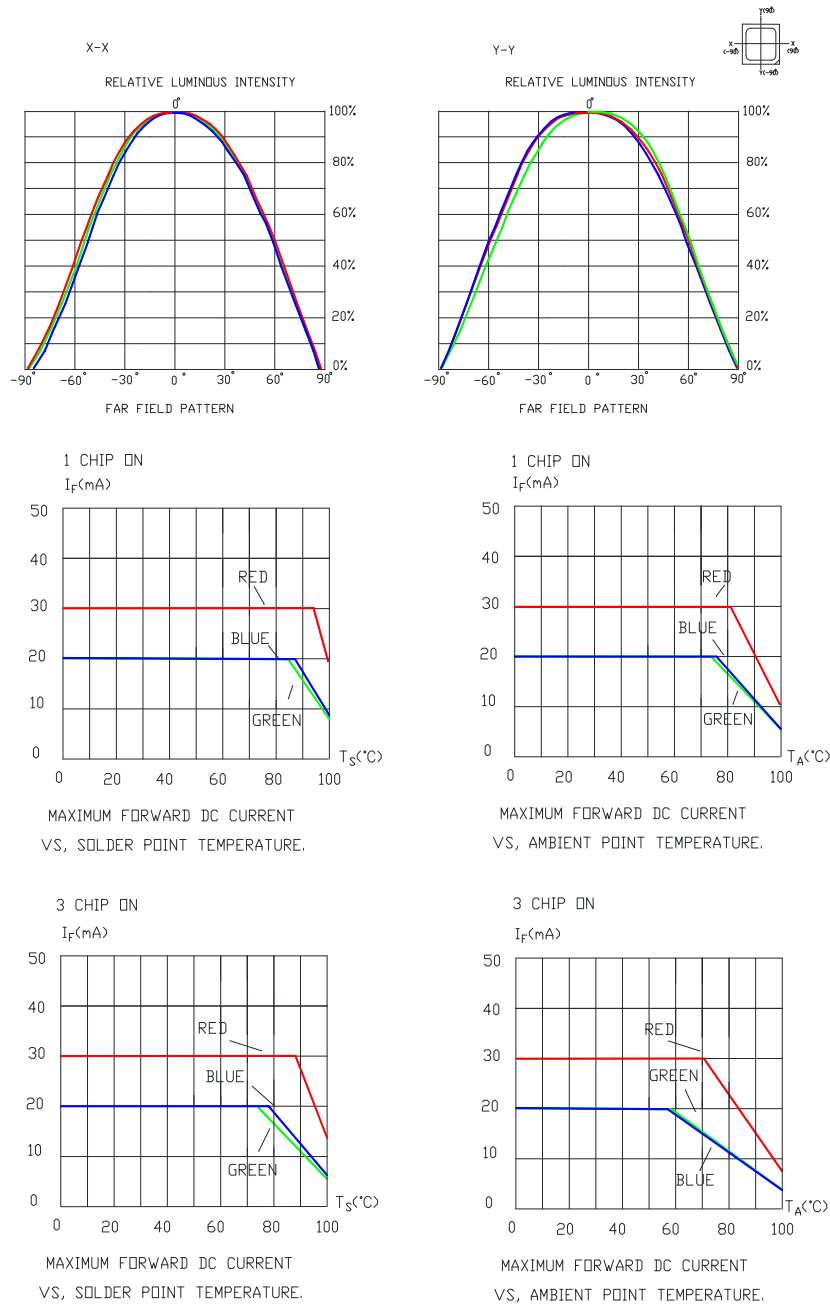 Y(90°)
X
(-90°)
X
(90°)
Y(-90°)
X-X
Y-Y
RELATIVE LUMINOUS INTENSITY
0°
100%
80%
60%
40%
20%
0%
-90° -60° -30° 0° 30° 60° 90°
FAR FIELD PATTERN
RELATIVE LUMINOUS INTENSITY
0°
100%
80%
60%
40%
20%
0%
-90° -60° -30° 0° 30° 60° 90°
FAR FIELD PATTERN
1 CHIP ON
IF(mA)
50
40
30
20
10
0
RED
BLUE
GREEN
TS(°C)
0 20 40 60 80 100
MAXIMUM FORWARD DC CURRENT
VS, SOLDER POINT TEMPERATURE.
1 CHIP ON
IF(mA)
50
40
30
20
10
0
RED
BLUE
GREEN
TA(°C)
0 20 40 60 80 100
MAXIMUM FORWARD DC CURRENT
VS, AMBIENT POINT TEMPERATURE.
3 CHIP ON
IF(mA)
50
40
30
20
10
0
RED
BLUE
GREEN
TS(°C)
0 20 40 60 80 100
MAXIMUM FORWARD DC CURRENT
VS, SOLDER POINT TEMPERATURE.
3 CHIP ON
IF(mA)
50
40
30
20
10
0
RED
GREEN
BLUE
TA(°C)
0 20 40 60 80 100
MAXIMUM FORWARD DC CURRENT
VS, AMBIENT POINT TEMPERATURE.